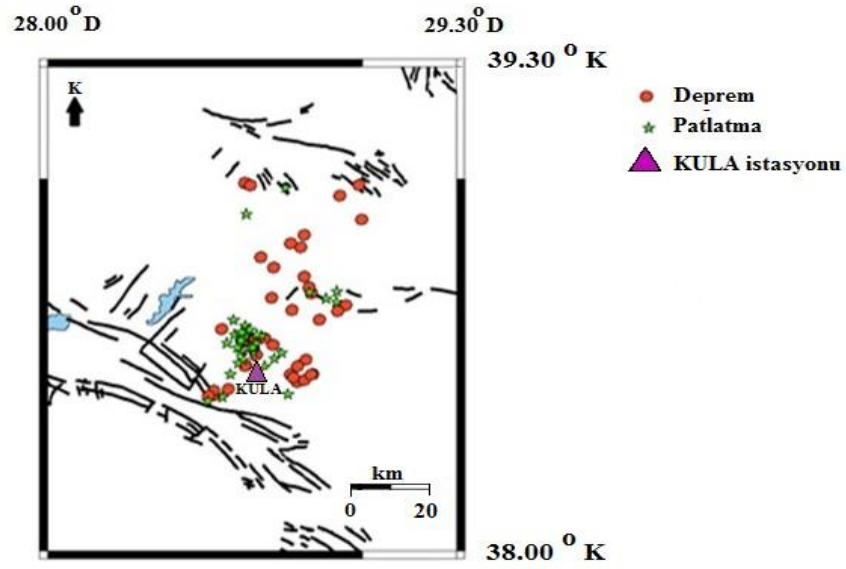 28.00 o D
29.30 o D
39.30 o K
K
Deprem
Patlatma
KULA istasyonu
KULA
km
0 20
38.00 o K